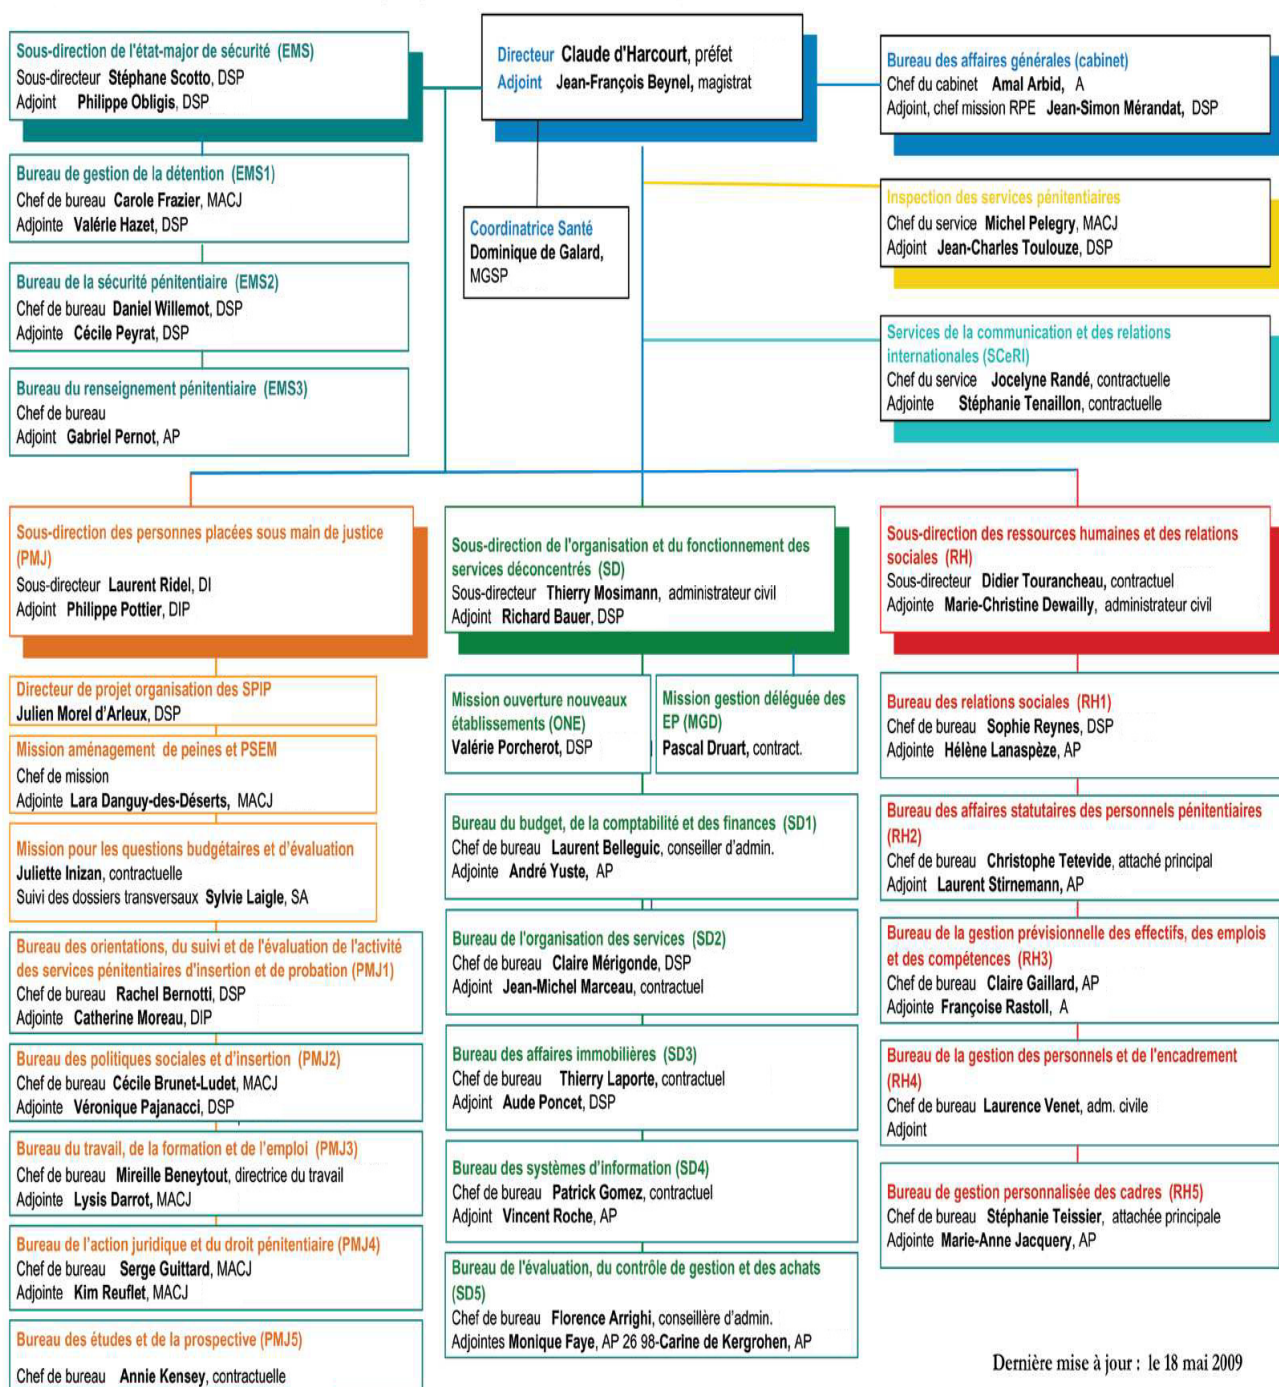 Directeur Claude d'Harcourt, préfet
Adjoint Jean-François Beynel, magistrat
Coordinatrice Santé
Dominique de Galard,
MGSP
Sous-direction de l'état-major de sécurité (EMS)
Sous-directeur Stéphane Scotto, DSP
Adjoint Philippe Obligis, DSP
Bureau de gestion de la détention (EMS1)
Chef de bureau Carole Frazier, MACJ
Adjointe Valérie Hazet, DSP
Bureau de la sécurité pénitentiaire (EMS2)
Chef de bureau Daniel Willemot, DSP
Adjointe Cécile Peyrat, DSP
Bureau du renseignement pénitentiaire (EMS3)
Chef de bureau
Adjoint Gabriel Pernot, AP
Bureau des affaires générales (cabinet)
Chef du cabinet Amal Arbid, A
Adjoint, chef mission RPE Jean-Simon Mérandat, DSP
Inspection des services pénitentiaires
Chef du service Michel Pelegry, MACJ
Adjoint Jean-Charles Toulouze, DSP
Services de la communication et des relations
internationales (SCeRI)
Chef du service Jocelyne Randé, contractuelle
Adjointe Stéphanie Tenaillon, contractuelle
Sous-direction des personnes placées sous main de justice
(PMJ)
Sous-directeur Laurent Ridel, DI
Adjoint Philippe Pottier, DIP
Directeur de projet organisation des SPIP
Julien Morel d'Arleux, DSP
Mission aménagement de peines et PSEM
Chef de mission
Adjointe Lara Danguy-des-Déserts, MACJ
Mission pour les questions budgétaires et d'évaluation
Juliette Inizan, contractuelle
Suivi des dossiers transversaux Sylvie Laigle, SA
Bureau des orientations, du suivi et de l'évaluation de l'activité
des services pénitentiaires d'insertion et de probation (PMJ1)
Chef de bureau Rachel Bernotti, DSP
Adjointe Catherine Moreau, DIP
Bureau des politiques sociales et d'insertion (PMJ2)
Chef de bureau Cécile Brunet-Ludet, MACJ
Adjointe Véronique Pajanacci, DSP
Bureau du travail, de la formation et de l'emploi (PMJ3)
Chef de bureau Mireille Beneytout, directrice du travail
Adjointe Lysis Darrot, MACJ
Bureau de l'action juridique et du droit pénitentiaire (PMJ4)
Chef de bureau Serge Guittard, MACJ
Adjointe Kim Reuflet, MACJ
Bureau des études et de la prospective (PMJ5)
Chef de bureau Annie Kensey, contractuelle
Sous-direction de l'organisation et du fonctionnement des
services déconcentrés (SD)
Sous-directeur Thierry Mosimann, administrateur civil
Adjoint Richard Bauer, DSP
Mission ouverture nouveaux
établissements (ONE)
Valérie Porcherot, DSP
Mission gestion déléguée des
EP (MGD)
Pascal Druart, contract.
Bureau du budget, de la comptabilité et des finances (SD1)
Chef de bureau Laurent Belleguic, conseiller d'admin.
Adjointe André Yuste, AP
Bureau de l'organisation des services (SD2)
Chef de bureau Claire Mérigonde, DSP
Adjoint Jean-Michel Marceau, contractuel
Bureau des affaires immobilières (SD3)
Chef de bureau Thierry Laporte, contractuel
Adjoint Aude Poncet, DSP
Bureau des systèmes d'information (SD4)
Chef de bureau Patrick Gomez, contractuel
Adjoint Vincent Roche, AP
Bureau de l'évaluation, du contrôle de gestion et des achats
(SD5)
Chef de bureau Florence Arrighi, conseillère d'admin.
Adjointes Monique Faye, AP 26 98-Carine de Kergrohen, AP
Sous-direction des ressources humaines et des relations
sociales (RH)
Sous-directeur Didier Tourancheau, contractuel
Adjointe Marie-Christine Dewailly, administrateur civil
Bureau des relations sociales (RH1)
Chef de bureau Sophie Reynes, DSP
Adjointe Hélène Lanaspèze, AP
Bureau des affaires statutaires des personnels pénitentiaires
(RH2)
Chef de bureau Christophe Tetevide, attaché principal
Adjoint Laurent Stirnemann, AP
Bureau de la gestion prévisionnelle des effectifs, des emplois
et des compétences (RH3)
Chef de bureau Claire Gaillard, AP
Adjointe Françoise Rastoll, A
Bureau de la gestion des personnels et de l'encadrement
(RH4)
Chef de bureau Laurence Venet, adm. civile
Adjoint
Bureau de gestion personnalisée des cadres (RH5)
Chef de bureau Stéphanie Teissier, attachée principale
Adjointe Marie-Anne Jacquery, AP
Dernière mise à jour : le 18 mai 2009